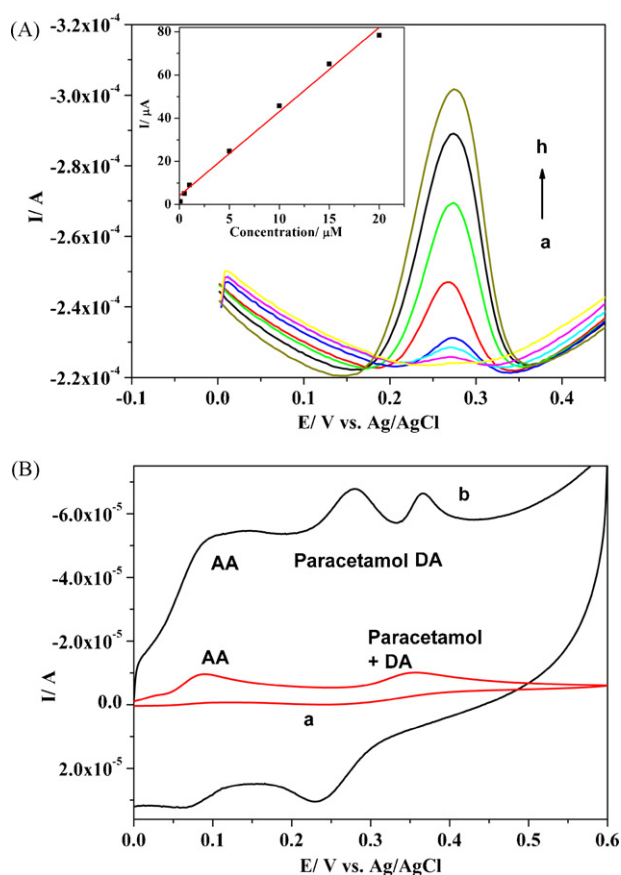 (A)
-3.2x10⁻⁴
-3.0x10⁻⁴
-2.8x10⁻⁴
-2.6x10⁻⁴
-2.4x10⁻⁴
-2.2x10⁻⁴
I/ A
80
60
40
20
0
I/ μA
5
10
15
20
Concentration/ μM
h
a
-0.1
0.0
0.1
0.2
0.3
0.4
E/ V vs. Ag/AgCl
(B)
-6.0x10⁻⁵
-4.0x10⁻⁵
-2.0x10⁻⁵
0.0
2.0x10⁻⁵
I/ A
b
AA
Paracetamol DA
AA
Paracetamol
+ DA
a
0.0
0.1
0.2
0.3
0.4
0.5
0.6
E/ V vs. Ag/AgCl